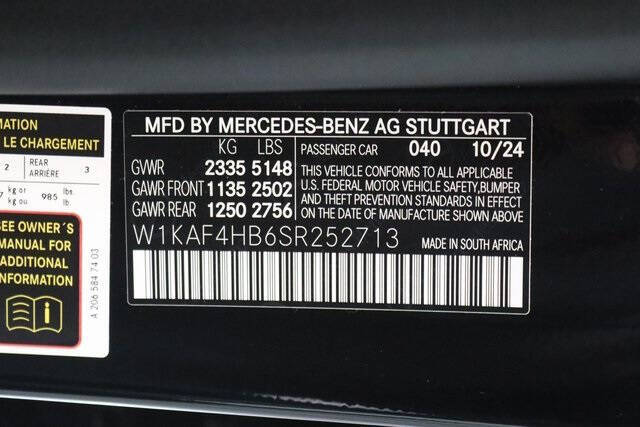 MATION
LE CHARGEMENT
2 REAR ARRIÈRE 3
kg or kg ou 985 lbs. lb.
SEE OWNER'S
MANUAL FOR
ADDITIONAL
INFORMATION
A 206 584 74 03
MFD BY MERCEDES-BENZ AG STUTTGART
KG LBS PASSENGER CAR 040 10/24
GVWR 2335 5148
GAWR FRONT 1135 2502
GAWR REAR 1250 2756
THIS VEHICLE CONFORMS TO ALL APPLICABLE
U.S. FEDERAL MOTOR VEHICLE SAFETY, BUMPER
AND THEFT PREVENTION STANDARDS IN EFFECT
ON THE DATE OF MANUFACTURE SHOWN ABOVE
W1KAF4HB6SR252713 MADE IN SOUTH AFRICA